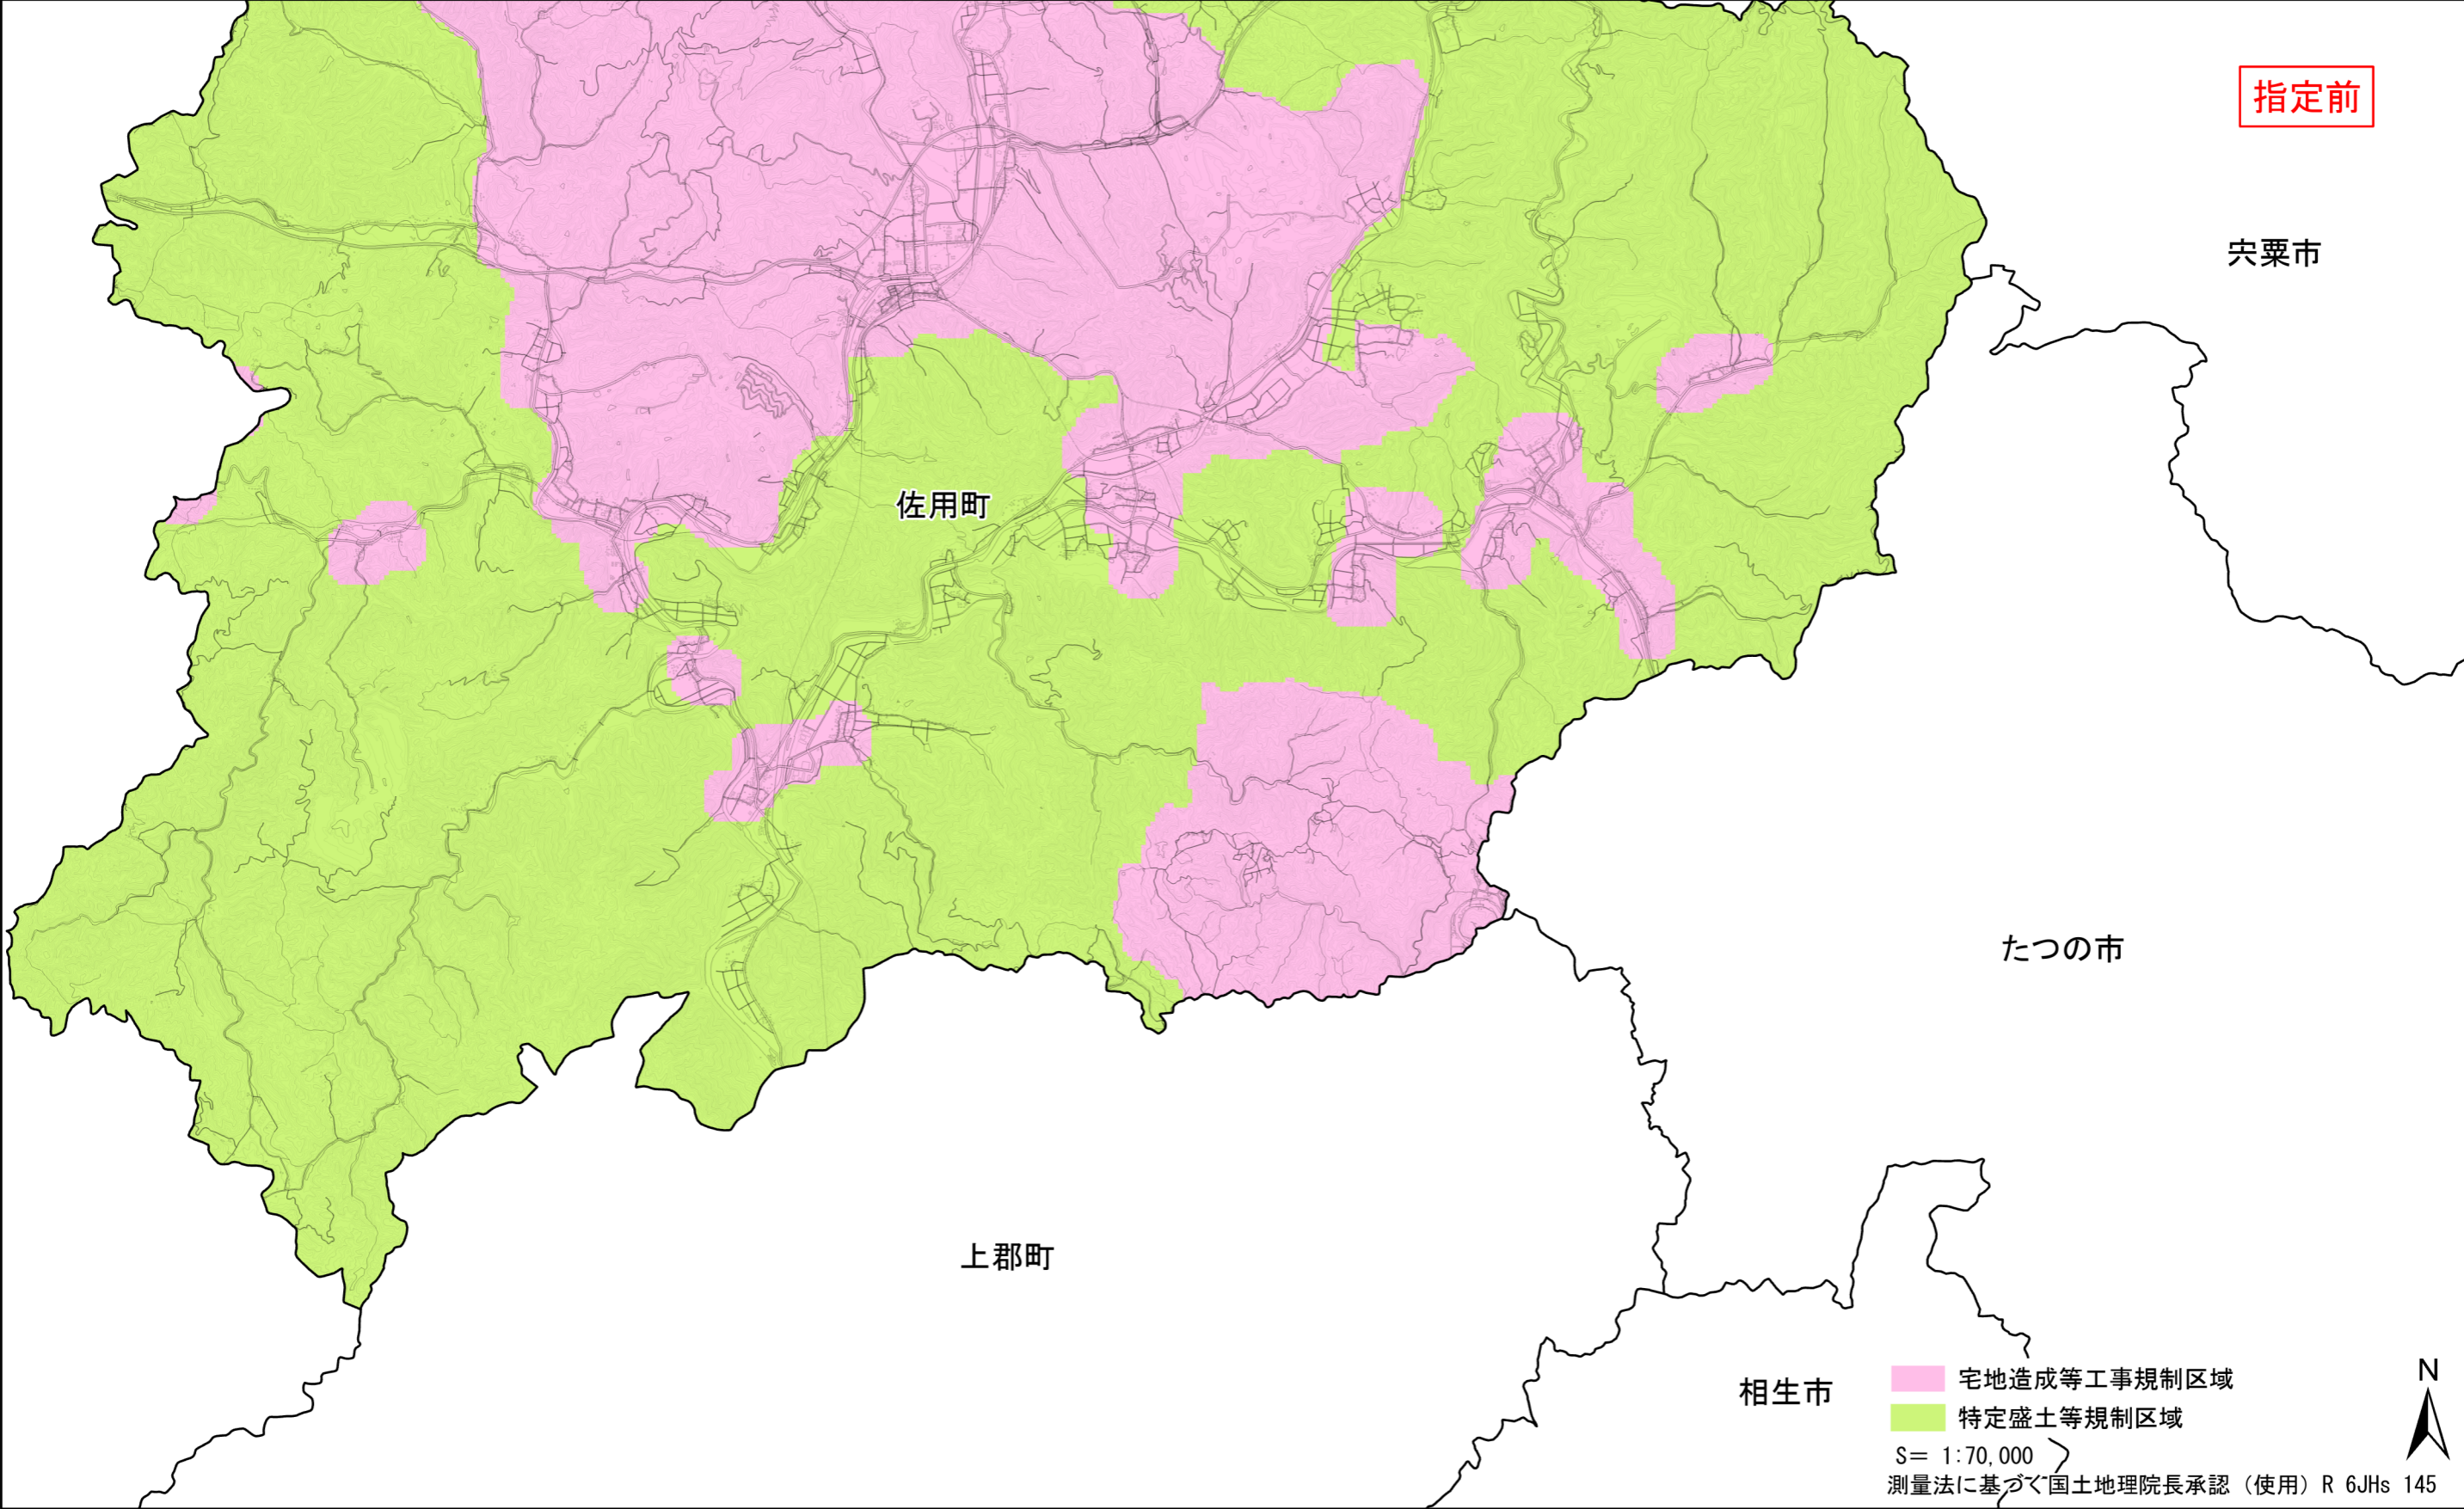 指定前
宍粟市
佐用町
たつの市
上郡町
相生市
宅地造成等工事規制区域
特定盛土等規制区域
S= 1:70,000
測量法に基づく国土地理院長承認（使用）R 6JHs 145
N